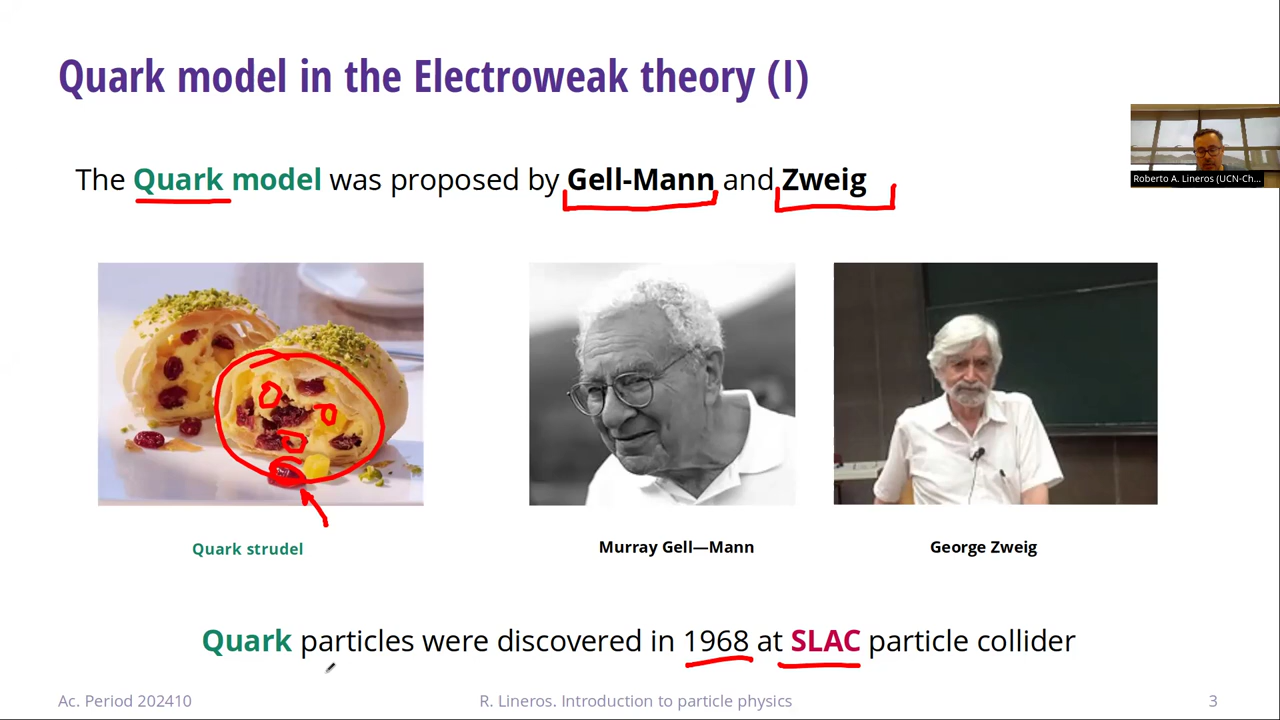 Quark model in the Electroweak theory (I)
Roberto A. Lineros (UCN-Ch...
The Quark model was proposed by Gell-Mann and Zweig
Quark strudel
Murray Gell—Mann
George Zweig
Quark particles were discovered in 1968 at SLAC particle collider
Ac. Period 202410
R. Lineros. Introduction to particle physics
3